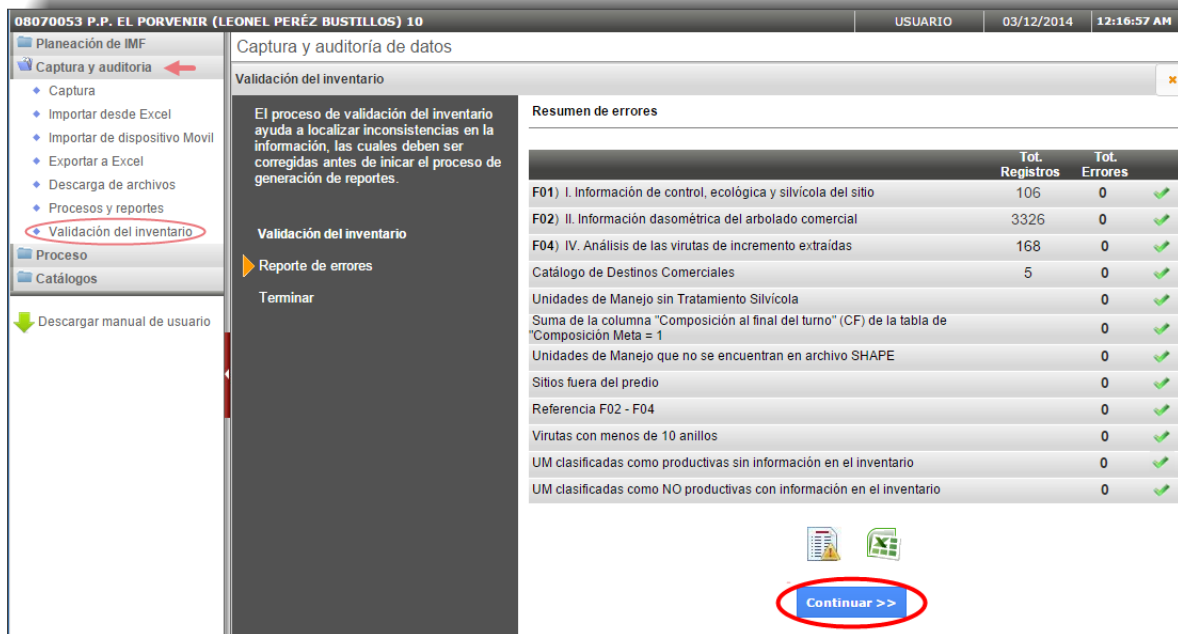 08070053 P.P. EL PORVENIR (LEONEL PERÉZ BUSTILLOS) 10 USUARIO 03/12/2014 12:16:57 AM
Planeación de IMF
Captura y auditoria
Captura
Importar desde Excel
Importar de dispositivo Movil
Exportar a Excel
Descarga de archivos
Procesos y reportes
Validación del inventario
Proceso
Catálogos
Descargar manual de usuario
Captura y auditoría de datos
Validación del inventario
El proceso de validación del inventario
ayuda a localizar inconsistencias en la
información, las cuales deben ser
corregidas antes de inicar el proceso de
generación de reportes.
Validación del inventario
Reporte de errores
Terminar
Resumen de errores
Tot. Tot.
Registros Errores
F01) I. Información de control, ecológica y silvícola del sitio 106 0
F02) II. Información dasométrica del arbolado comercial 3326 0
F04) IV. Análisis de las virutas de incremento extraídas 168 0
Catálogo de Destinos Comerciales 5 0
Unidades de Manejo sin Tratamiento Silvícola 0
Suma de la columna "Composición al final del turno" (CF) de la tabla de
"Composición Meta = 1 0
Unidades de Manejo que no se encuentran en archivo SHAPE 0
Sitios fuera del predio 0
Referencia F02 - F04 0
Virutas con menos de 10 anillos 0
UM clasificadas como productivas sin información en el inventario 0
UM clasificadas como NO productivas con información en el inventario 0
Continuar >>